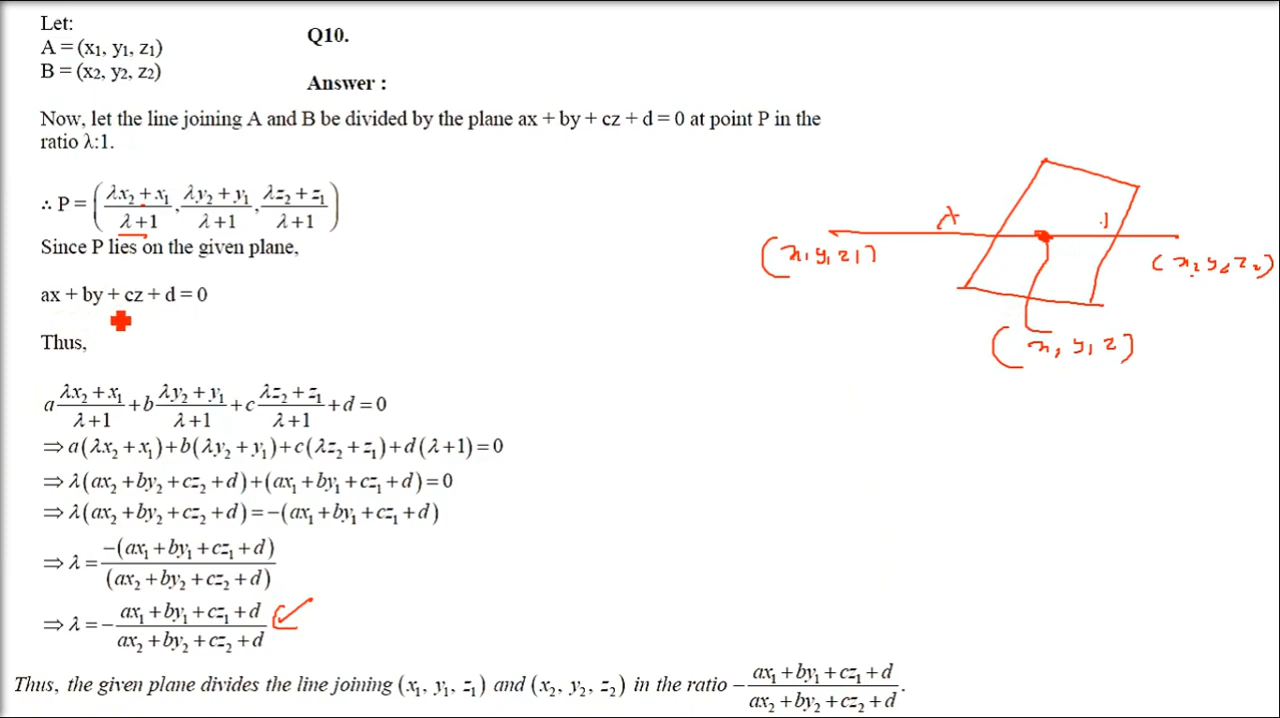 Let:
A = (x₁, y₁, z₁)
B = (x₂, y₂, z₂)
Q10.
Answer :
Now, let the line joining A and B be divided by the plane ax + by + cz + d = 0 at point P in the
ratio λ:1.
∴ P = ( (λx₂ + x₁)/(λ+1), (λy₂ + y₁)/(λ+1), (λz₂ + z₁)/(λ+1) )
Since P lies on the given plane,
ax + by + cz + d = 0
Thus,
a (λx₂ + x₁)/(λ+1) + b (λy₂ + y₁)/(λ+1) + c (λz₂ + z₁)/(λ+1) + d = 0
⇒ a(λx₂ + x₁) + b(λy₂ + y₁) + c(λz₂ + z₁) + d(λ+1) = 0
⇒ λ(ax₂ + by₂ + cz₂ + d) + (ax₁ + by₁ + cz₁ + d) = 0
⇒ λ(ax₂ + by₂ + cz₂ + d) = -(ax₁ + by₁ + cz₁ + d)
⇒ λ = -(ax₁ + by₁ + cz₁ + d)/(ax₂ + by₂ + cz₂ + d)
⇒ λ = - (ax₁ + by₁ + cz₁ + d)/(ax₂ + by₂ + cz₂ + d)
Thus, the given plane divides the line joining (x₁, y₁, z₁) and (x₂, y₂, z₂) in the ratio - (ax₁ + by₁ + cz₁ + d)/(ax₂ + by₂ + cz₂ + d).
λ
1
(x₁ y₁ z₁)
(x₂ y₂ z₂)
(x, y, z)